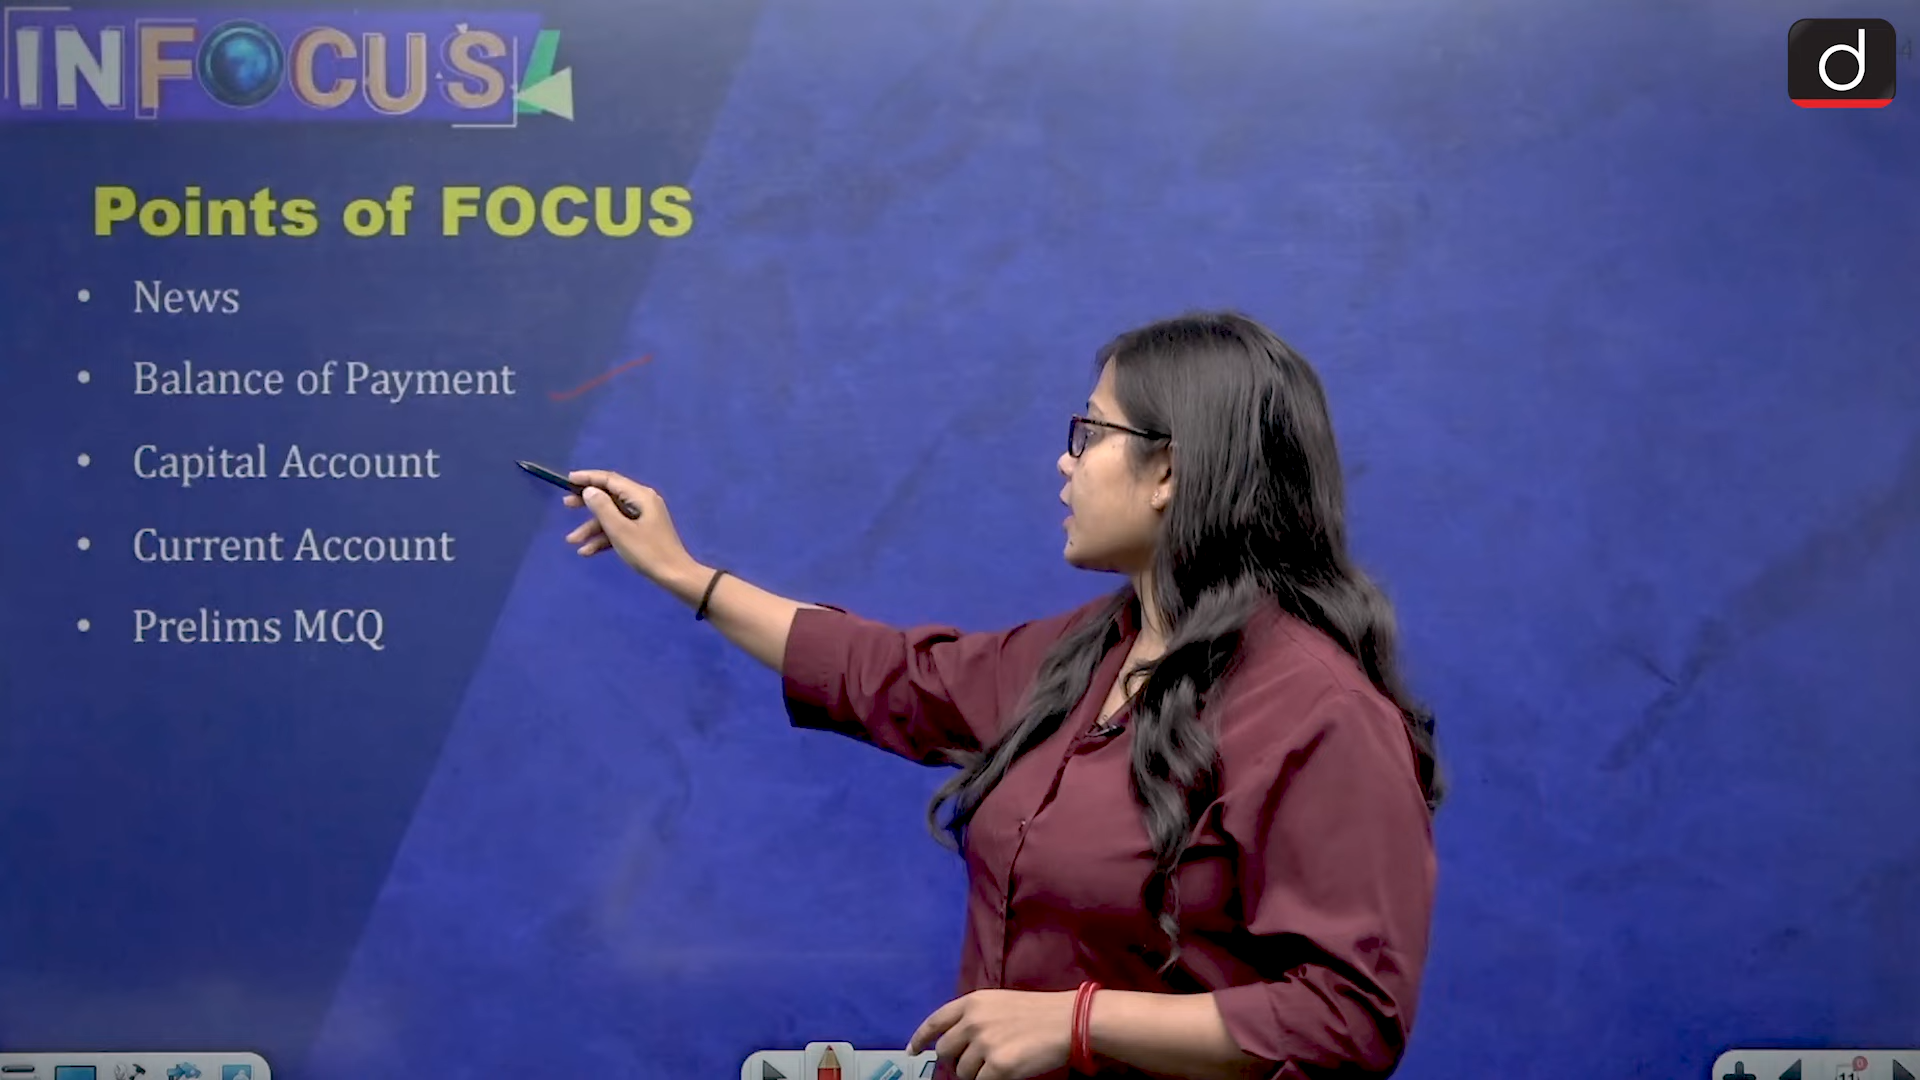 INFOCUS
d
Points of FOCUS
• News
• Balance of Payment
• Capital Account
• Current Account
• Prelims MCQ